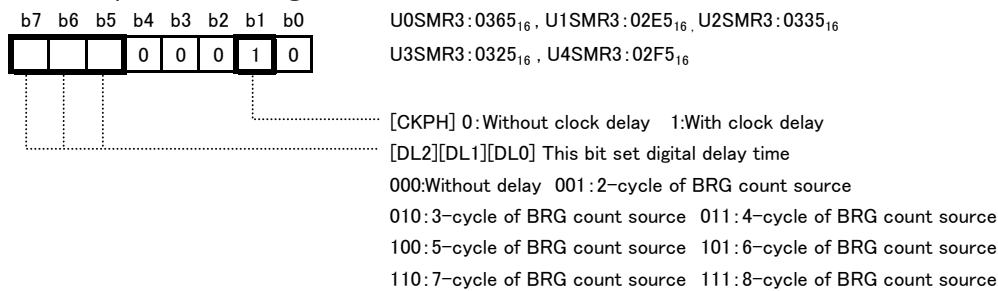 b7 b6 b5 b4 b3 b2 b1 b0 U0SMR3:0365₁₆, U1SMR3:02E5₁₆, U2SMR3:0335₁₆
0 0 0 1 0 U3SMR3:0325₁₆, U4SMR3:02F5₁₆
[CKPH] 0:Without clock delay 1:With clock delay
[DL2][DL1][DL0] This bit set digital delay time
000:Without delay 001:2-cycle of BRG count source
010:3-cycle of BRG count source 011:4-cycle of BRG count source
100:5-cycle of BRG count source 101:6-cycle of BRG count source
110:7-cycle of BRG count source 111:8-cycle of BRG count source